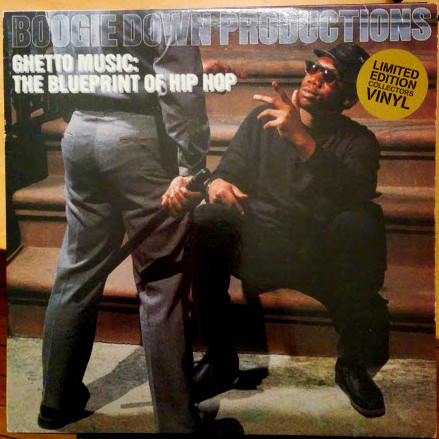 BOOGIE DOWN PRODUCTIONS
GHETTO MUSIC:
THE BLUEPRINT OF HIP HOP
LIMITED
EDITION
COLLECTORS
VINYL